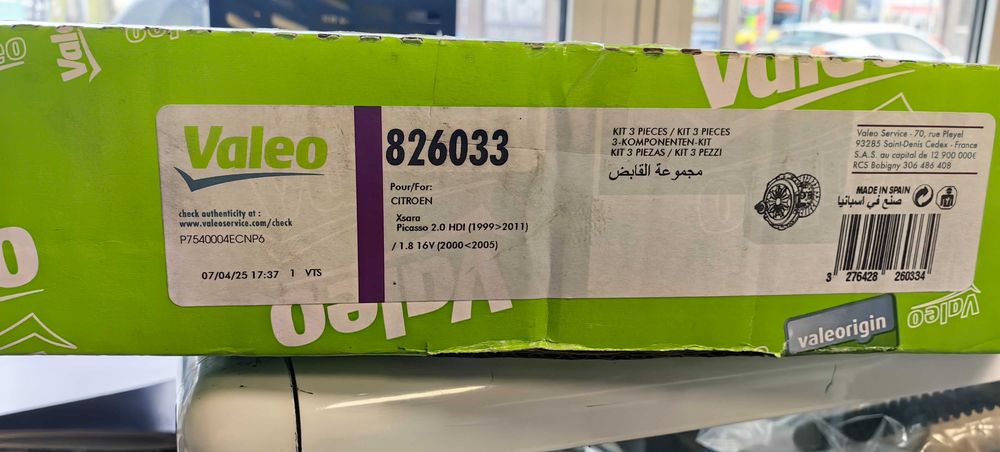 Valeo
Valeo
Valeo
826033
KIT 3 PIECES / KIT 3 PIECES
3-KOMPONENTEN-KIT
KIT 3 PIEZAS / KIT 3 PEZZI
مجموعة القابض
Valeo Service - 70, rue Pleyel
93285 Saint-Denis Cedex - France
S.A.S. au capital de 12 900 000€
RCS Bobigny 306 486 408
Pour/For:
CITROEN
Xsara
Picasso 2.0 HDI (1999>2011)
/ 1.8 16V (2000<2005)
check authenticity at :
www.valeoservice.com/check
P7540004ECNP6
07/04/25 17:37 1 VTS
MADE IN SPAIN
صنع في اسبانيا
3 276428 260334
Valeo
valeorigin
Valeo